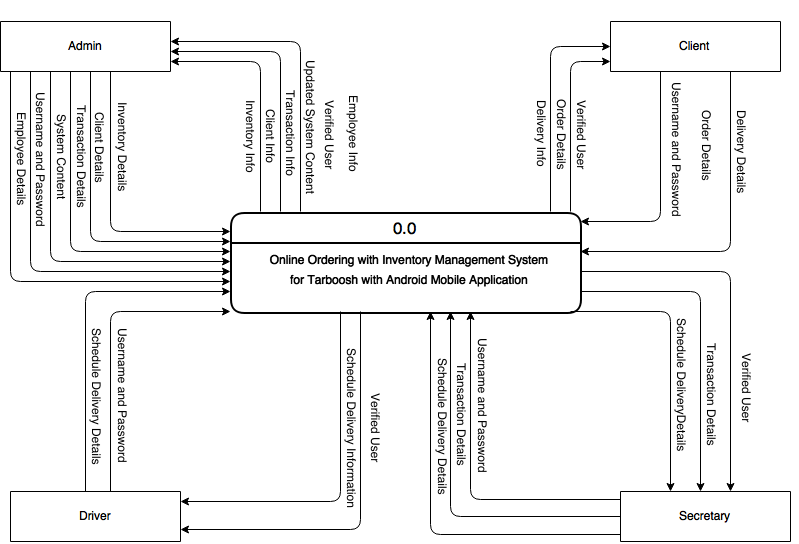 Admin
Client
Employee Details
Username and Password
System Content
Transaction Details
Client Details
Inventory Details
Inventory Info
Client Info
Transaction Info
Updated System Content
Verified User
Employee Info
Delivery Info
Order Details
Verified User
Username and Password
Order Details
Delivery Details
0.0
Online Ordering with Inventory Management System
for Tarboosh with Android Mobile Application
Schedule Delivery Details
Username and Password
Schedule Delivery Information
Verified User
Schedule Delivery Details
Transaction Details
Username and Password
Schedule DeliveryDetails
Transaction Details
Verified User
Driver
Secretary